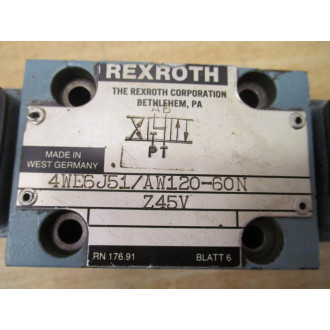 REXROTH
THE REXROTH CORPORATION
BETHLEHEM, PA
AB
PT
MADE IN
WEST GERMANY
4WE6J51/AW120-60N
Z45V
RN 176.91 BLATT 6